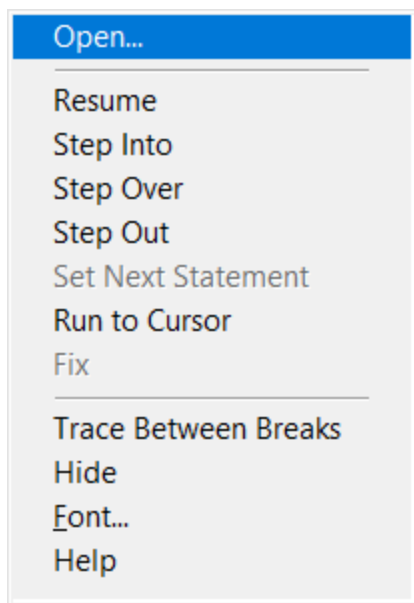 Open...
Resume
Step Into
Step Over
Step Out
Set Next Statement
Run to Cursor
Fix
Trace Between Breaks
Hide
Font...
Help